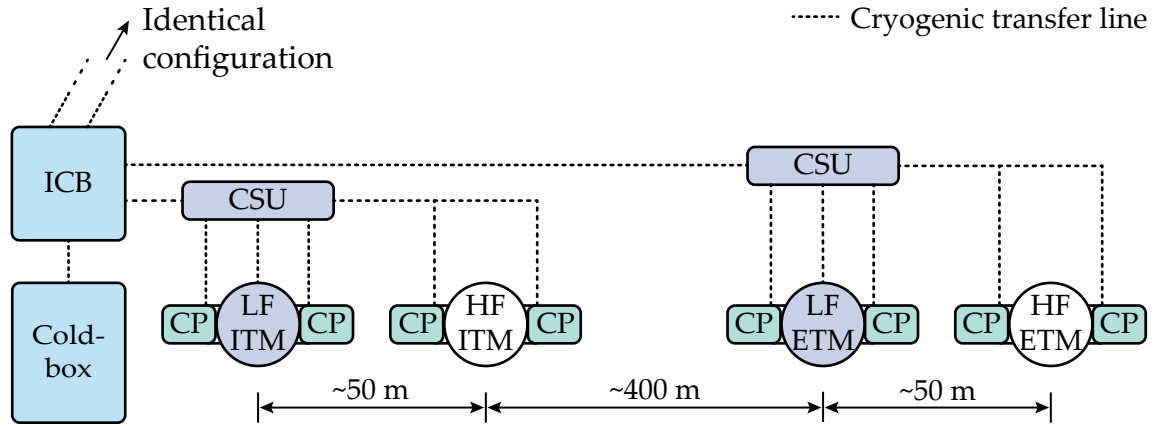 Identical
configuration
Cryogenic transfer line
ICB
CSU
CSU
Cold-
box
CP
LF
ITM
CP
CP
HF
ITM
CP
CP
LF
ETM
CP
CP
HF
ETM
CP
~50 m
~400 m
~50 m